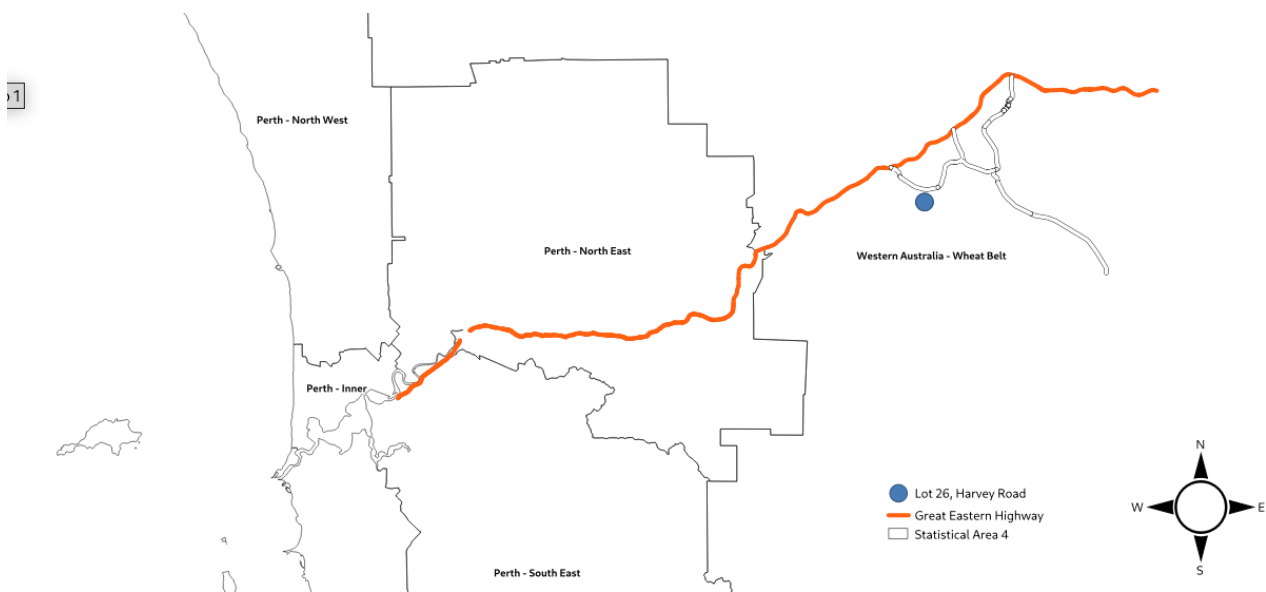 1
Perth - North West
Perth - North East
Western Australia - Wheat Belt
Perth - Inner
Perth - South East
Lot 26, Harvey Road
Great Eastern Highway
Statistical Area 4
N
W
E
S